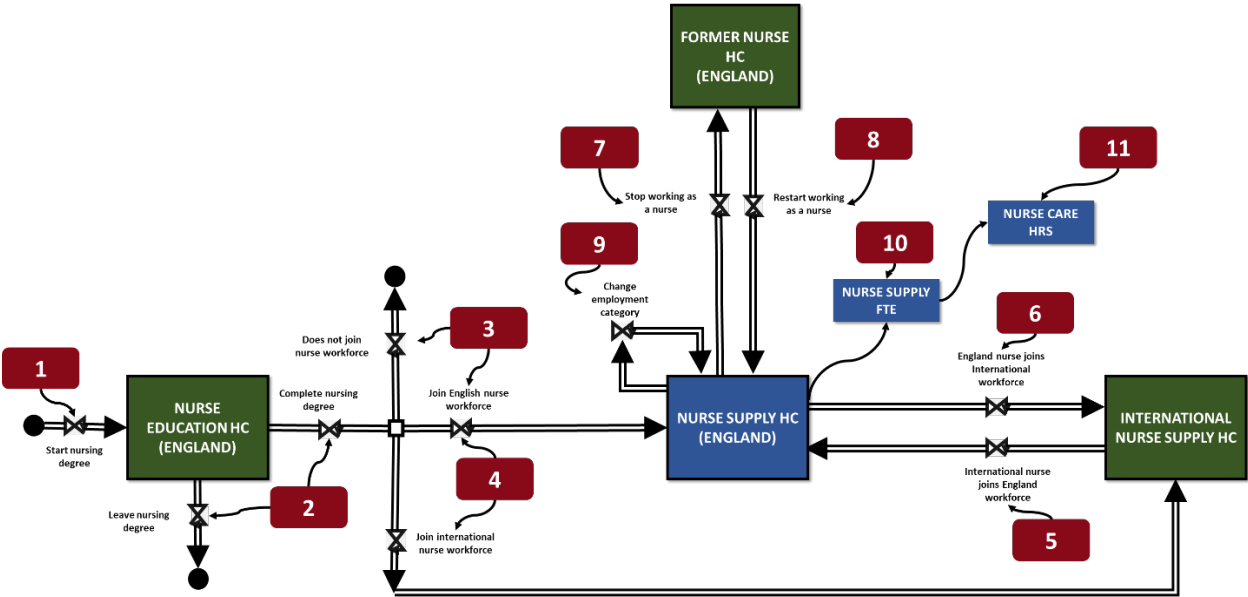 FORMER NURSE
HC
(ENGLAND)
7
8
11
Stop working as
a nurse
Restart working
as a nurse
NURSE CARE
HRS
9
10
Change
employment
category
NURSE SUPPLY
FTE
3
6
Does not join
nurse workforce
England nurse joins
International
workforce
1
NURSE
EDUCATION HC
(ENGLAND)
Complete nursing
degree
Join English nurse
workforce
NURSE SUPPLY HC
(ENGLAND)
INTERNATIONAL
NURSE SUPPLY HC
Start nursing
degree
4
International nurse
joins England
workforce
2
Leave nursing
degree
Join international
nurse workforce
5